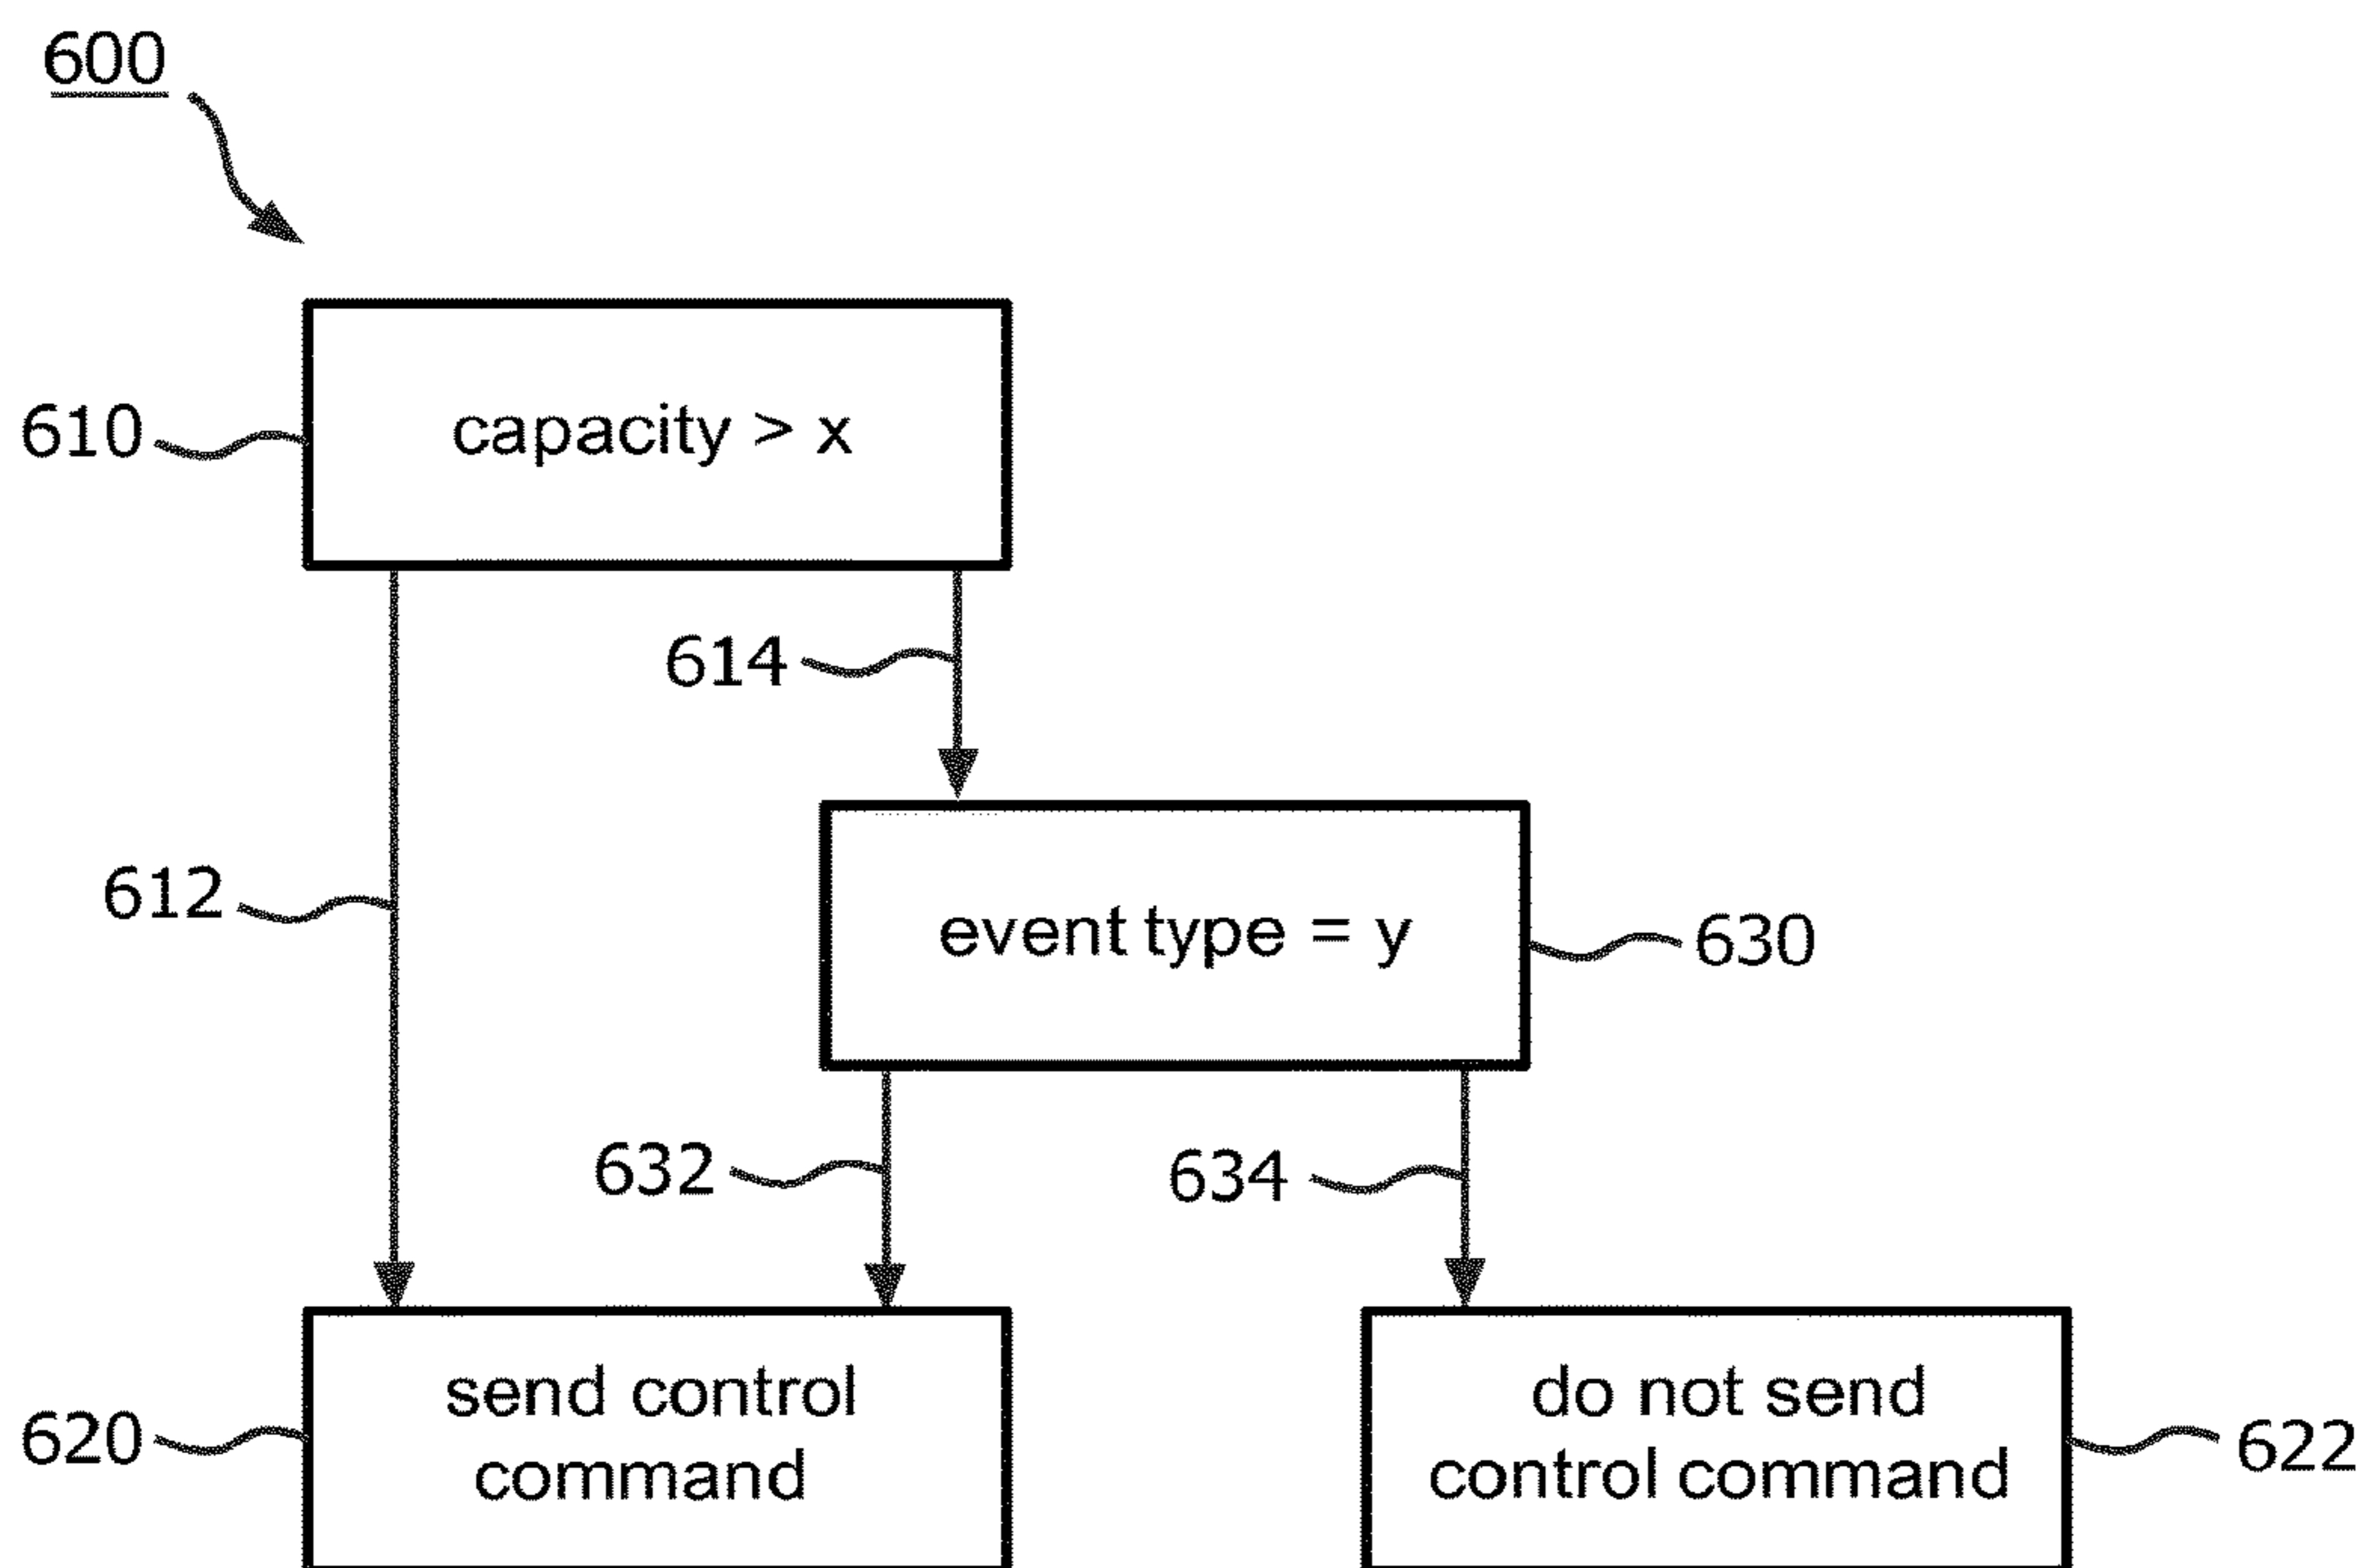 600
610
capacity > x
614
612
event type = y
630
632
634
620
send control
command
do not send
control command
622